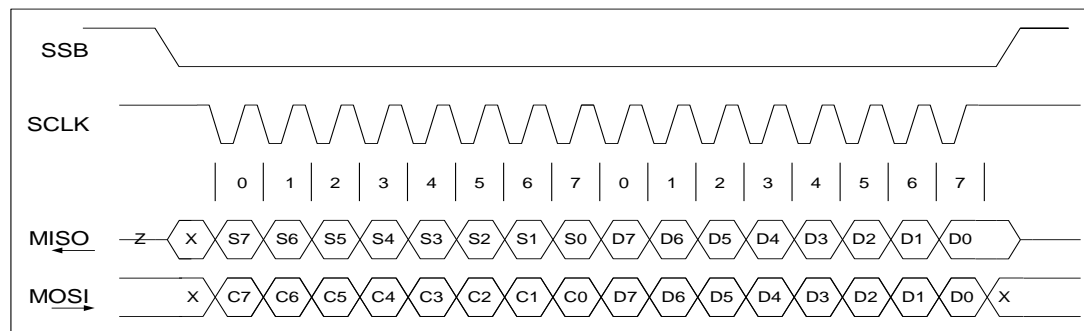 SSB
SCLK
0 1 2 3 4 5 6 7 0 1 2 3 4 5 6 7
MISO Z X S7 S6 S5 S4 S3 S2 S1 S0 D7 D6 D5 D4 D3 D2 D1 D0
MOSI X C7 C6 C5 C4 C3 C2 C1 C0 D7 D6 D5 D4 D3 D2 D1 D0 X